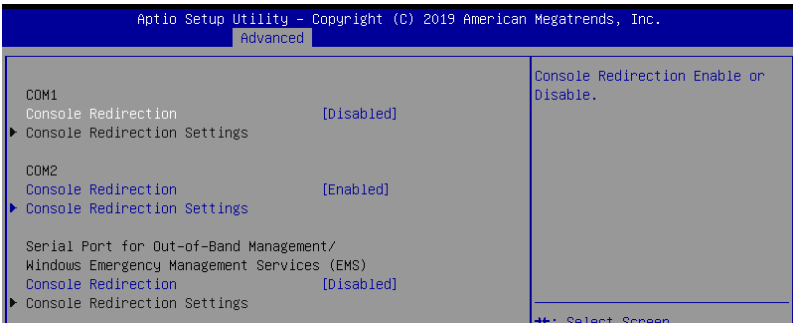 Aptio Setup Utility – Copyright (C) 2019 American Megatrends, Inc.
Advanced
Console Redirection Enable or
Disable.
COM1
Console Redirection [Disabled]
Console Redirection Settings
COM2
Console Redirection [Enabled]
Console Redirection Settings
Serial Port for Out-of-Band Management/
Windows Emergency Management Services (EMS)
Console Redirection [Disabled]
Console Redirection Settings
: Select Screen